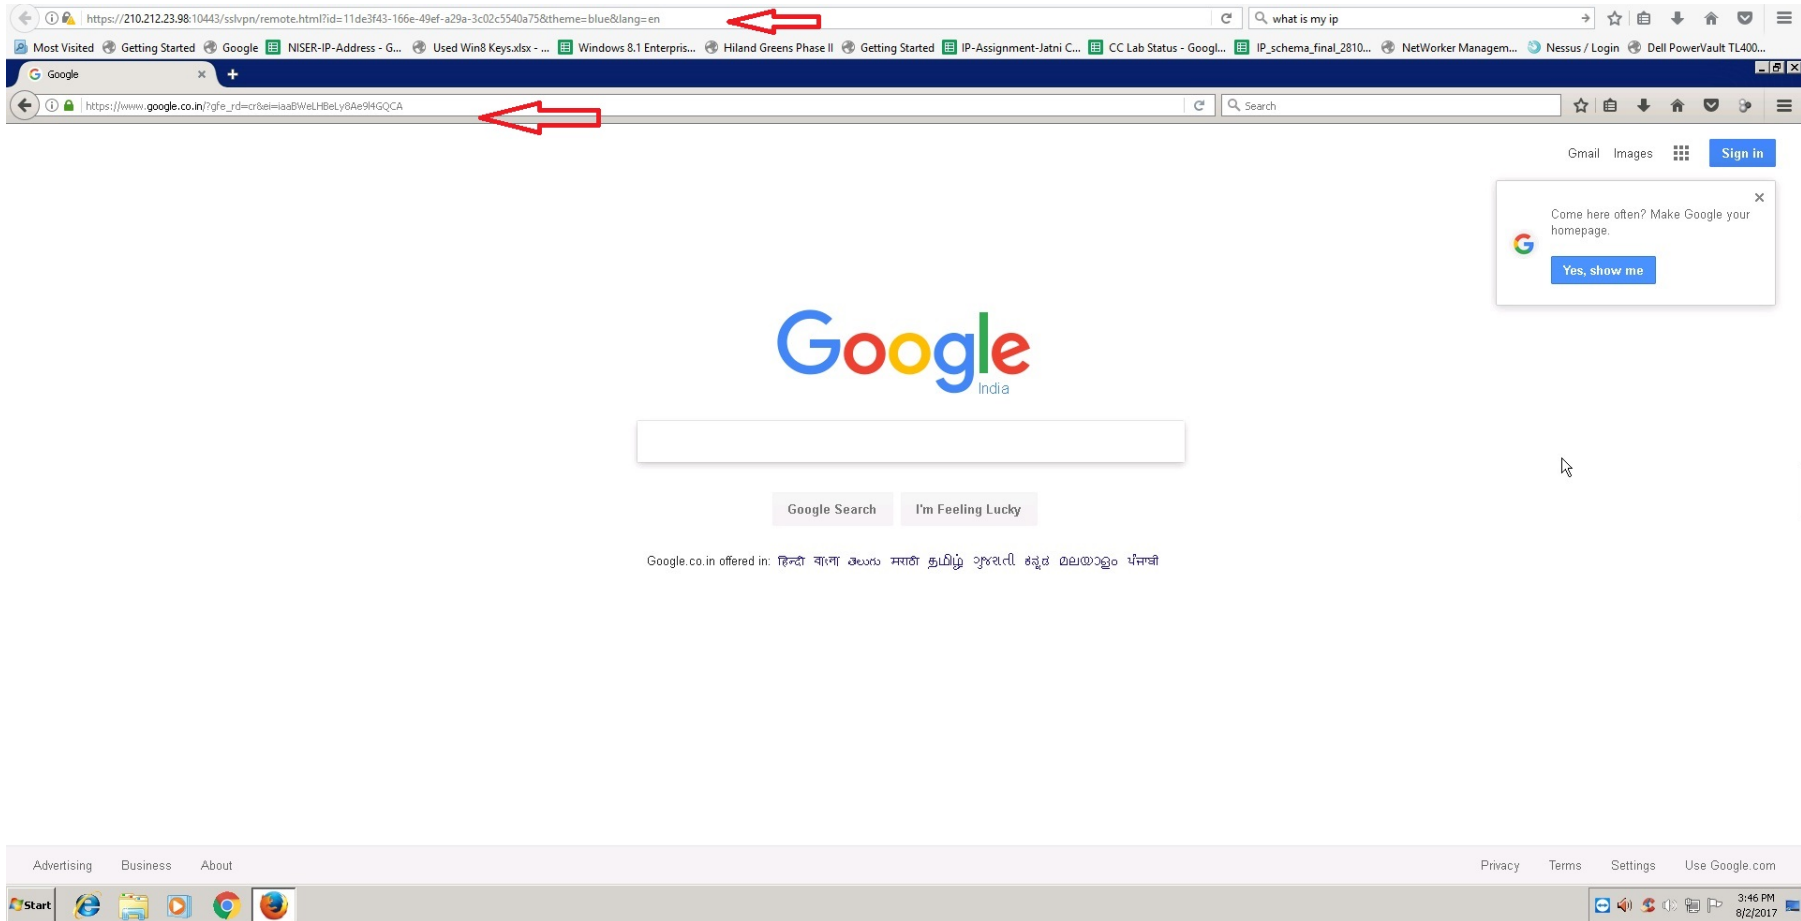 https://210.212.23.98:10443/sslvpn/remote.html?id=11de3f43-166e-49ef-a29a-3c02c5540a75&theme=blue&lang=en what is my ip
Most Visited Getting Started Google NISER-IP-Address - G... Used Win8 Keys.xlsx - ... Windows 8.1 Enterpris... Hiland Greens Phase II Getting Started IP-Assignment-Jatni C... CC Lab Status - Googl... IP_schema_final_2810... NetWorker Managem... Nessus / Login Dell PowerVault TL400...
Google
https://www.google.co.in/?gfe_rd=cr&ei=iaaBWeLHBeLy8Ae9l4GQCA Search
Gmail Images Sign in
Come here often? Make Google your
homepage.
Yes, show me
Google
India
Google Search I'm Feeling Lucky
Google.co.in offered in: हिन्दी বাংলা తెలుగు मराठी தமிழ் ગુજરાતી ಕನ್ನಡ മലയാളം ਪੰਜਾਬੀ
Advertising Business About Privacy Terms Settings Use Google.com
Start 3:46 PM
8/2/2017